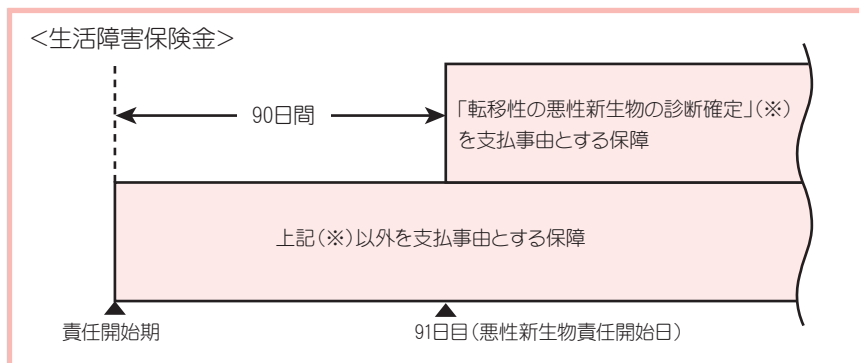 ＜生活障害保険金＞
90日間
「転移性の悪性新生物の診断確定」(※)
を支払事由とする保障
上記(※)以外を支払事由とする保障
責任開始期
91日目(悪性新生物責任開始日)